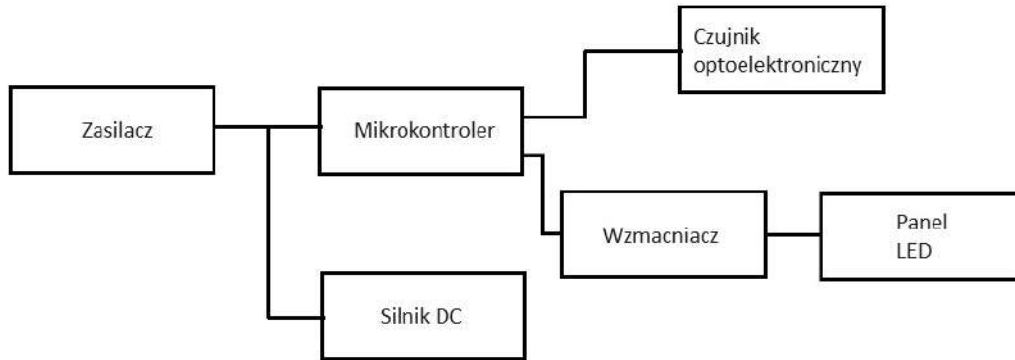 Czujnik
optoelektroniczny
Zasilacz
Mikrokontroler
Wzmacniacz
Panel
LED
Silnik DC